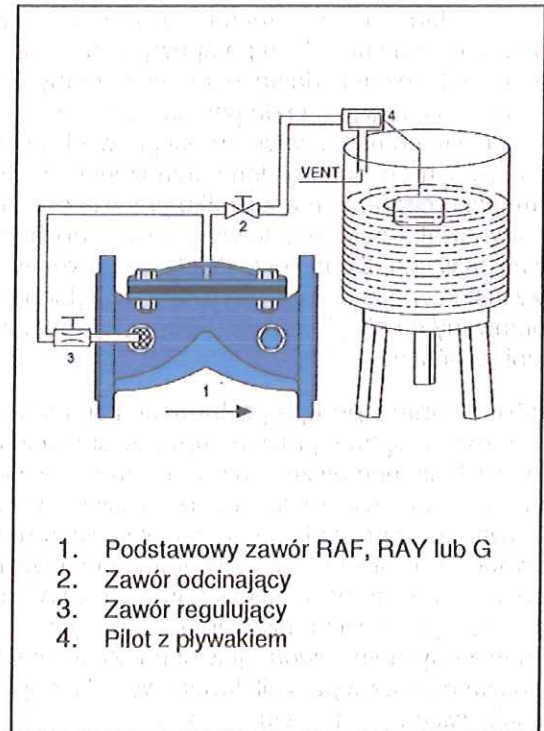 4
VENT
2
3
1
1. Podstawowy zawór RAF, RAY lub G
2. Zawór odcinający
3. Zawór regulujący
4. Pilot z pływakiem